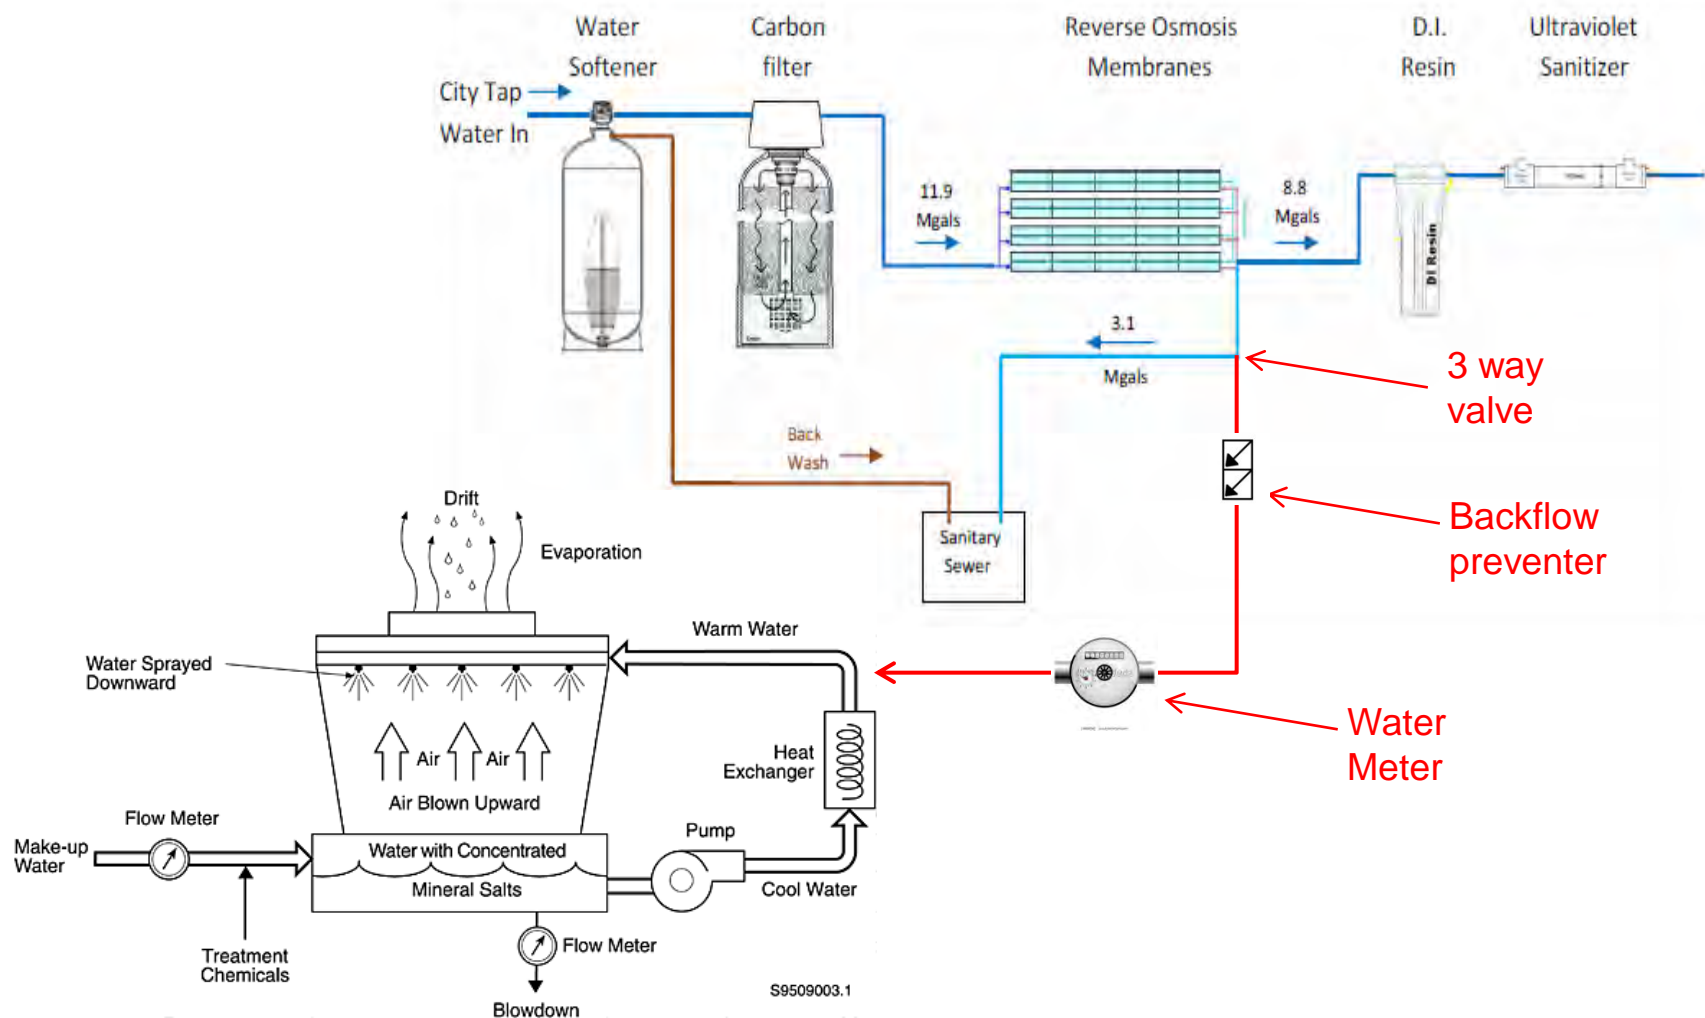 Water
Softener
Carbon
filter
Reverse Osmosis
Membranes
D.I.
Resin
Ultraviolet
Sanitizer
City Tap
Water In
11.9
Mgals
8.8
Mgals
DI Resin
3.1
Mgals
3 way
valve
Back
Wash
Backflow
preventer
Sanitary
Sewer
Drift
Evaporation
Warm Water
Water Sprayed
Downward
Water
Meter
Air
Air
Heat
Exchanger
Air Blown Upward
Flow Meter
Make-up
Water
Pump
Water with Concentrated
Mineral Salts
Cool Water
Treatment
Chemicals
Flow Meter
S9509003.1
Blowdown